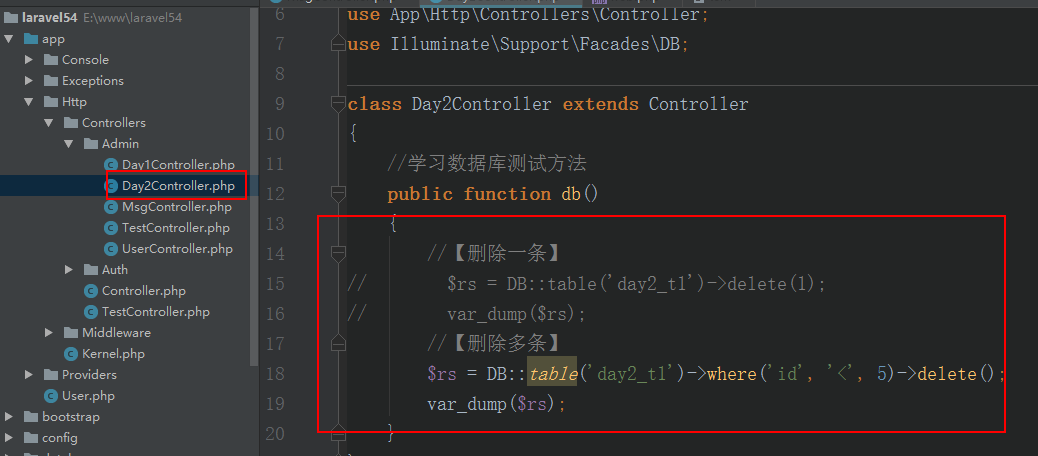 laravel54 E:\www\laravel54
app
Console
Exceptions
Http
Controllers
Admin
Day1Controller.php
Day2Controller.php
MsgController.php
TestController.php
UserController.php
Auth
Controller.php
TestController.php
Middleware
Kernel.php
Providers
User.php
bootstrap
config
6 use App\Http\Controllers\Controller;
7 use Illuminate\Support\Facades\DB;
8
9 class Day2Controller extends Controller
10 {
11 //学习数据库测试方法
12 public function db()
13 {
14 //【删除一条】
15 // $rs = DB::table('day2_t1')->delete(1);
16 // var_dump($rs);
17 //【删除多条】
18 $rs = DB::table('day2_t1')->where('id', '<', 5)->delete();
19 var_dump($rs);
20 }